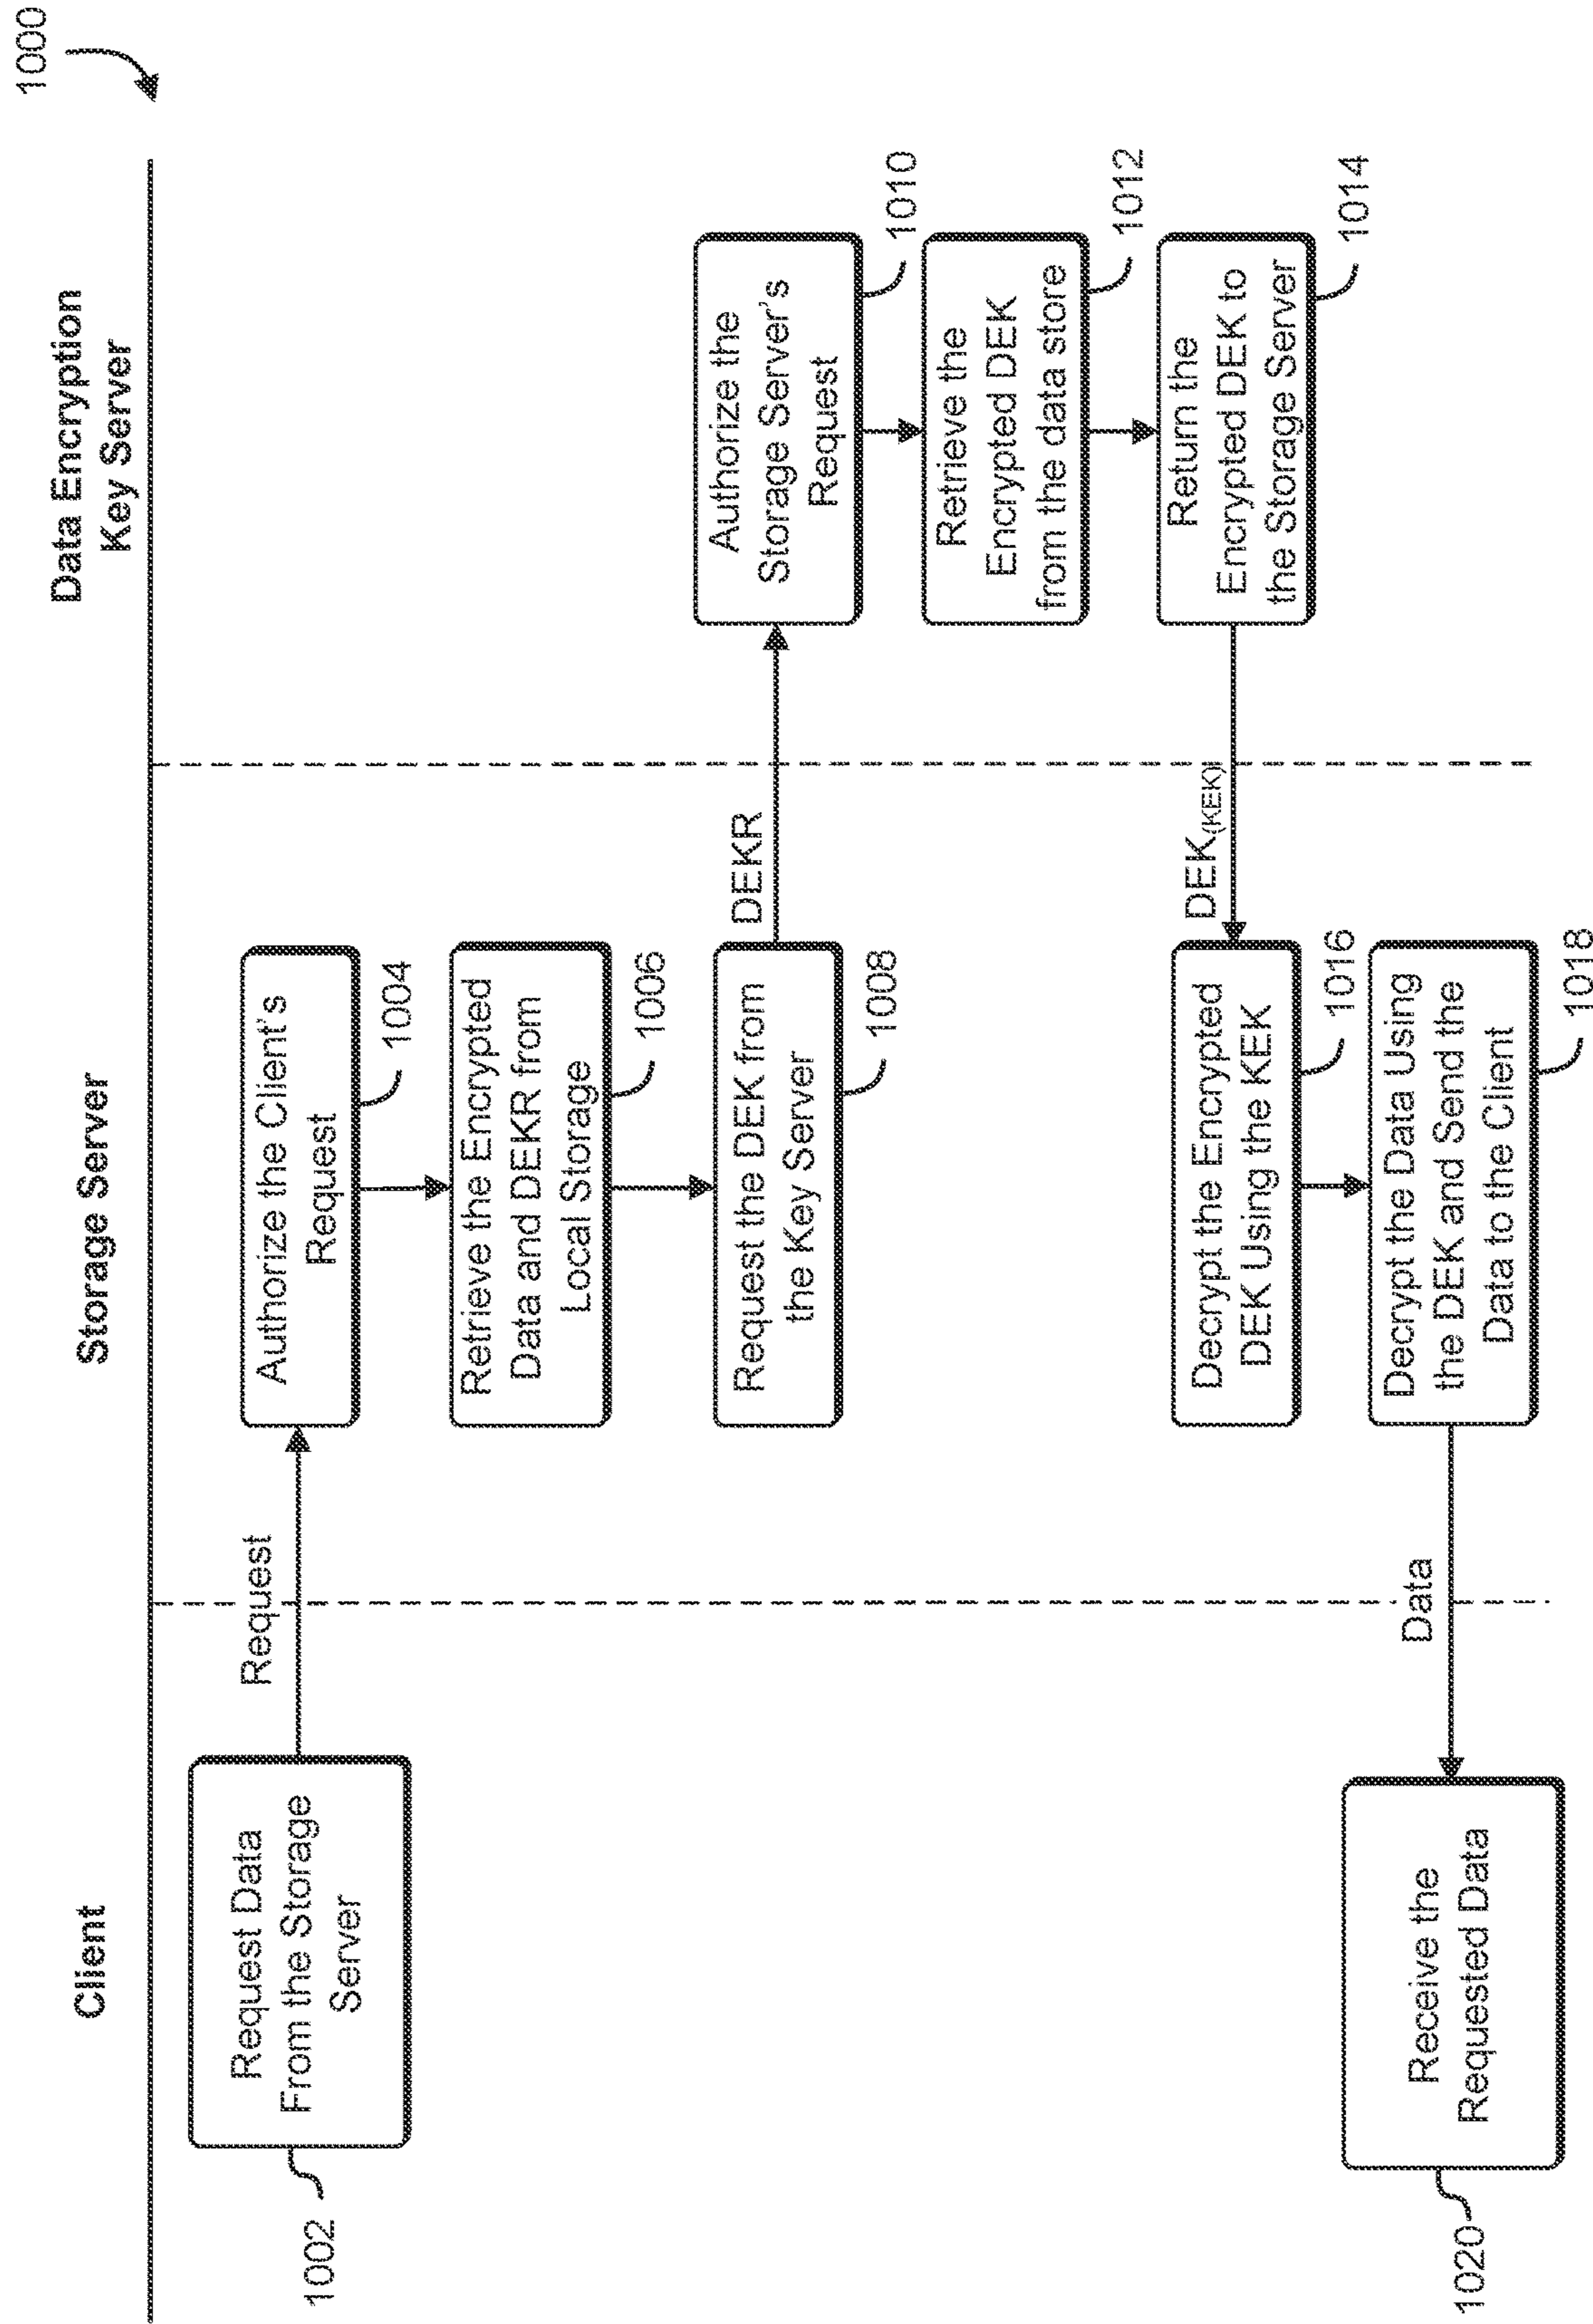 1000
Client
Storage Server
Data Encryption
Key Server
Request Data
From the Storage
Server
1002
Request
Authorize the Client's
Request
1004
Retrieve the Encrypted
Data and DEKR from
Local Storage
1006
Request the DEK from
the Key Server
1008
DEKR
Authorize the
Storage Server's
Request
1010
Retrieve the
Encrypted DEK
from the data store
1012
Return the
Encrypted DEK to
the Storage Server
1014
DEK(KEK)
Decrypt the Encrypted
DEK Using the KEK
1016
Decrypt the Data Using
the DEK and Send the
Data to the Client
1018
Data
Receive the
Requested Data
1020